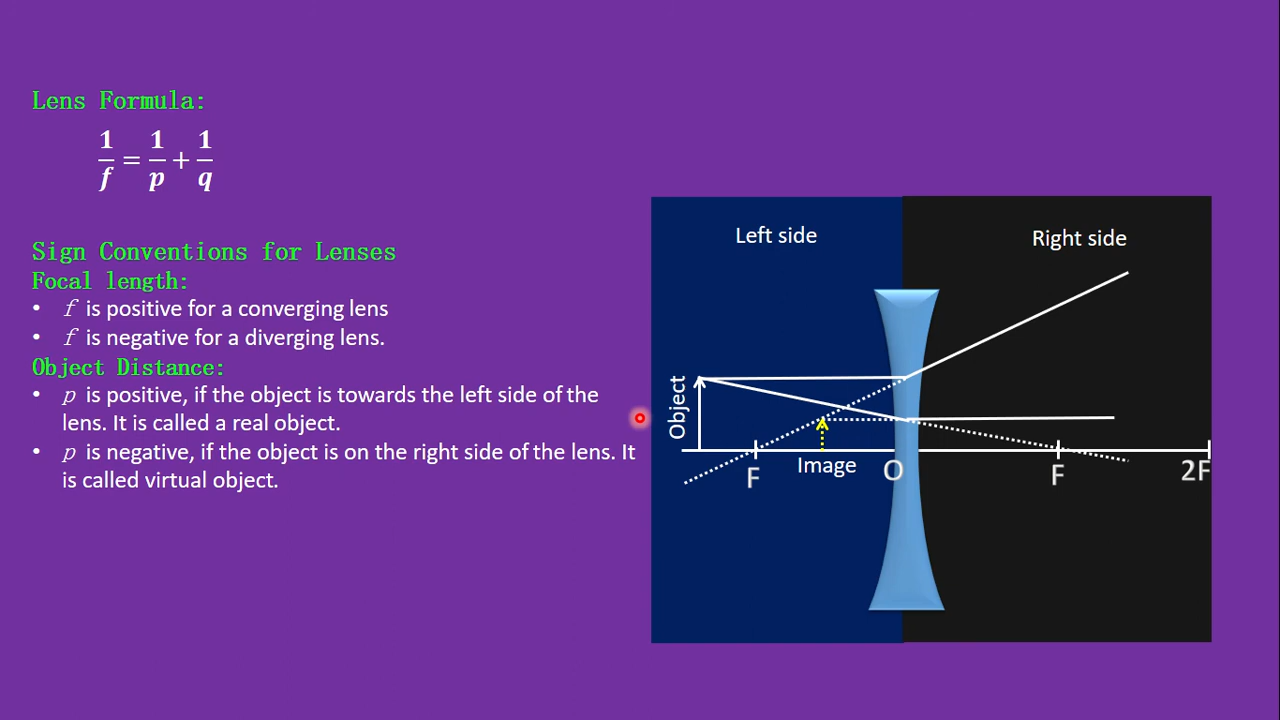 Lens Formula:
1/f = 1/p + 1/q
Sign Conventions for Lenses
Focal length:
• f is positive for a converging lens
• f is negative for a diverging lens.
Object Distance:
• p is positive, if the object is towards the left side of the
lens. It is called a real object.
• p is negative, if the object is on the right side of the lens. It
is called virtual object.
Left side
Right side
Object
F
Image
O
F
2F